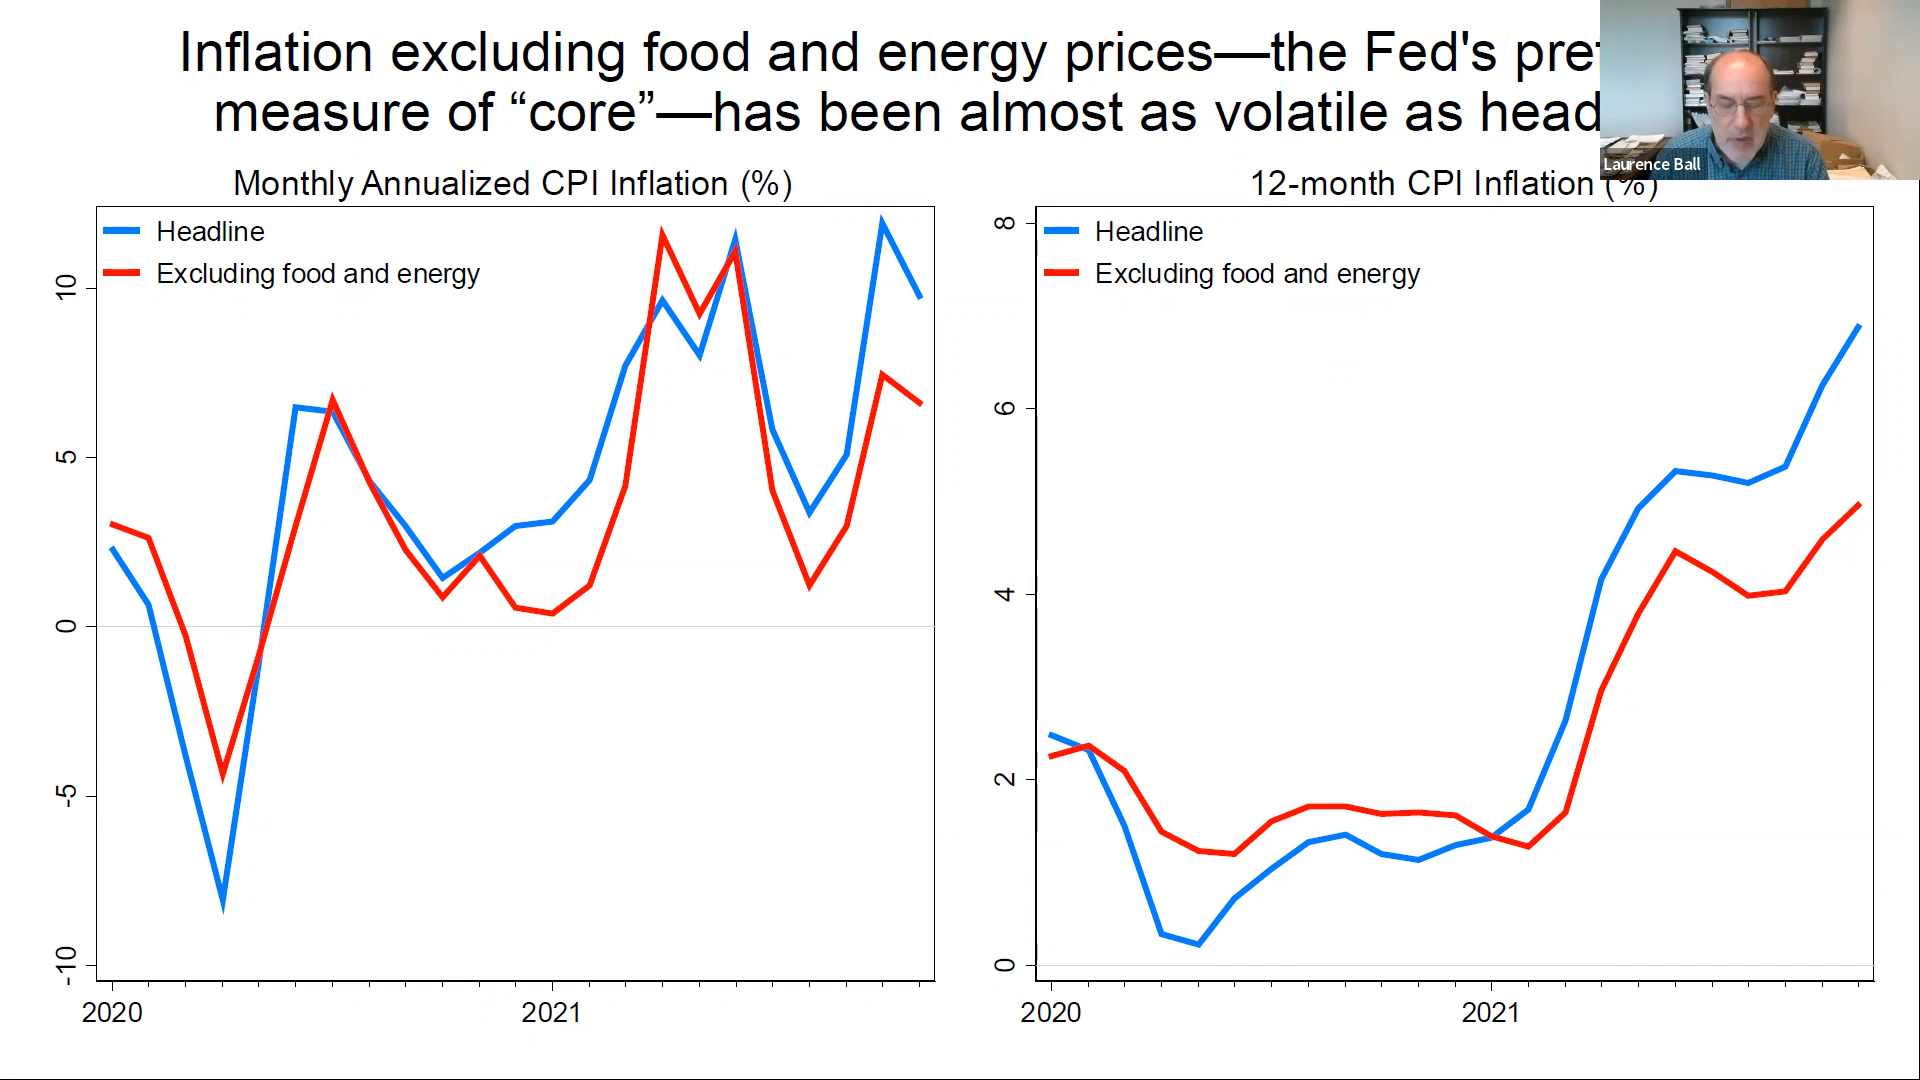 Inflation excluding food and energy prices—the Fed's
measure of “core”—has been almost as volatile as
Laurence Ball
Monthly Annualized CPI Inflation (%)
Headline
Excluding food and energy
10
5
0
-5
-10
2020
2021
12-month CPI Inflation (%)
Headline
Excluding food and energy
8
6
4
2
0
2020
2021